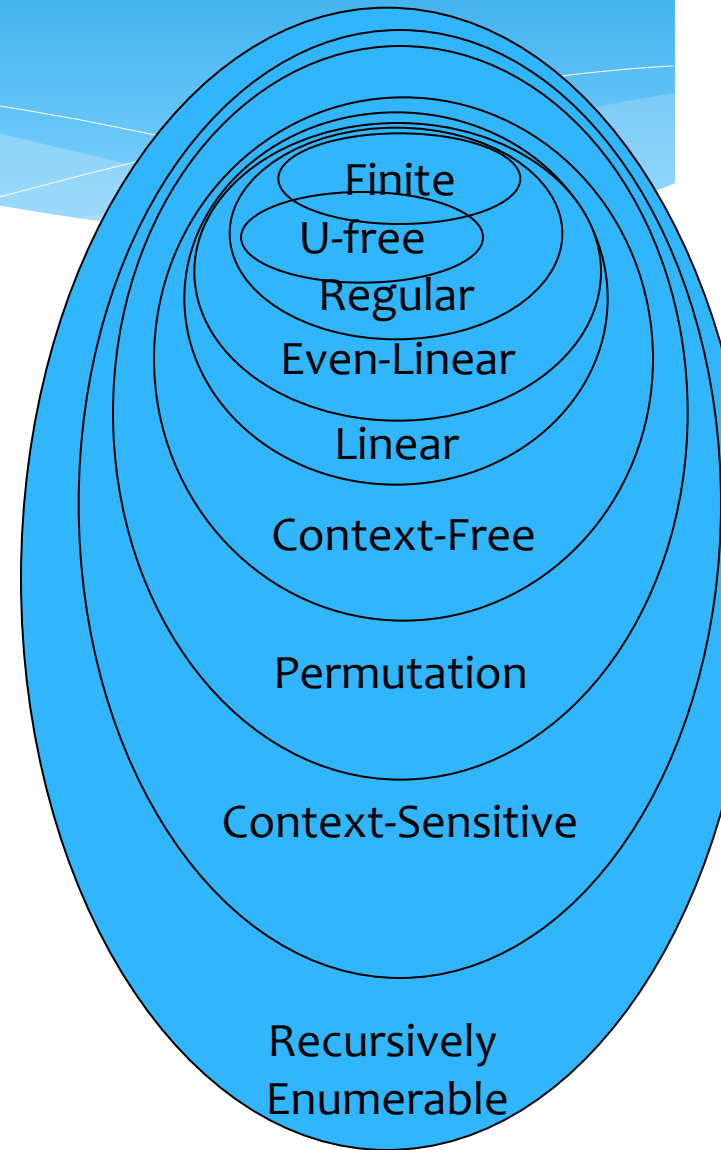 Finite
U-free
Regular
Even-Linear
Linear
Context-Free
Permutation
Context-Sensitive
Recursively
Enumerable